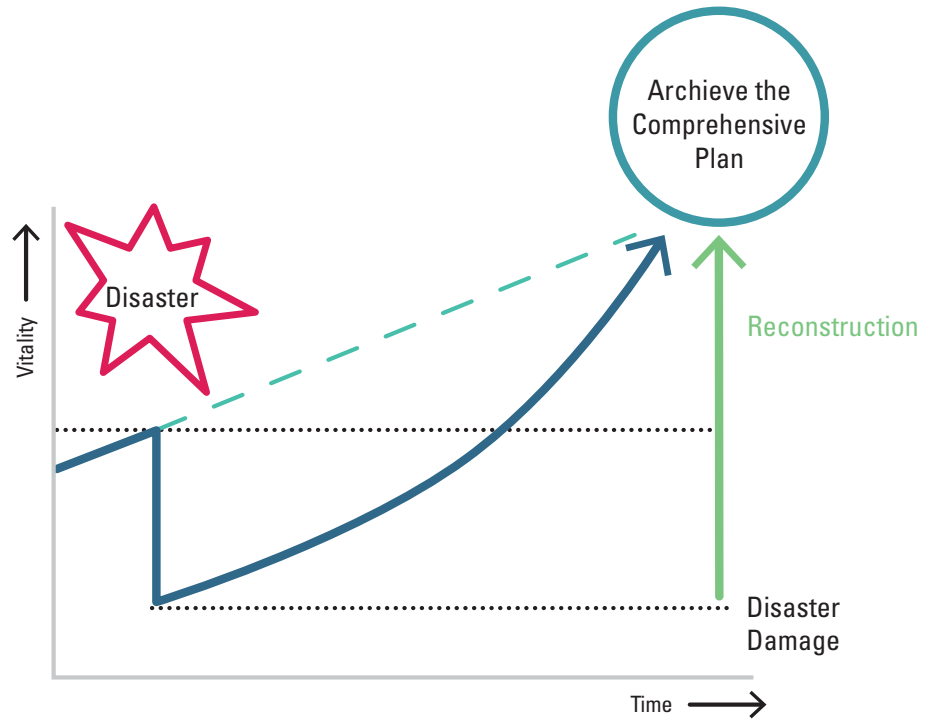 Archieve the
Comprehensive
Plan
Disaster
Vitality
Reconstruction
Disaster
Damage
Time